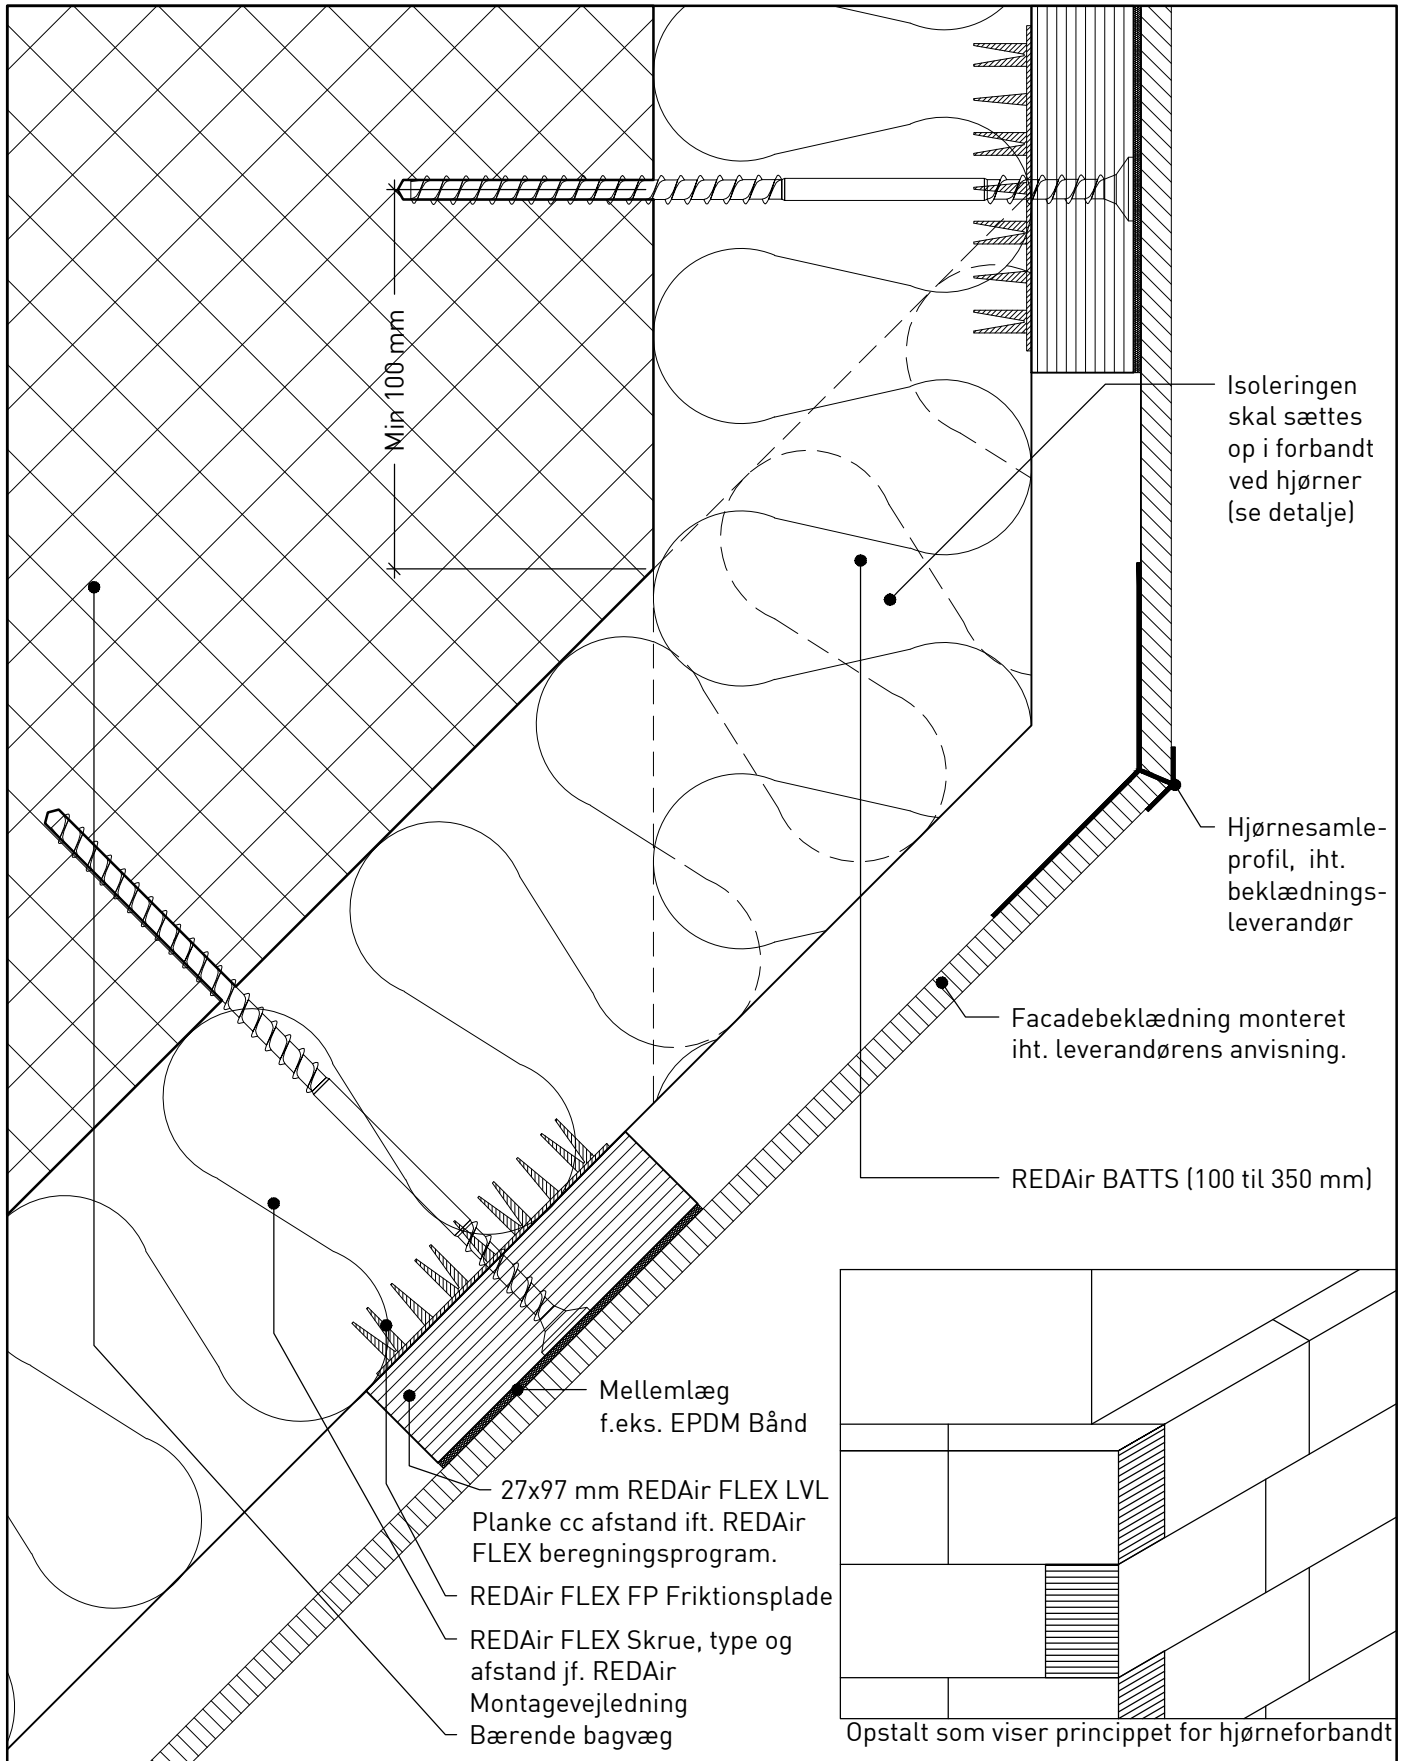 Min 100 mm
Isoleringen
skal sættes
op i forbandt
ved hjørner
(se detalje)
Hjørnesamle-
profil, iht.
beklædnings-
leverandør
Facadebeklædning monteret
iht. leverandørens anvisning.
REDAir BATTS (100 til 350 mm)
Mellemlæg
f.eks. EPDM Bånd
27x97 mm REDAir FLEX LVL
Planke cc afstand ift. REDAir
FLEX beregningsprogram.
REDAir FLEX FP Friktionsplade
REDAir FLEX Skrue, type og
afstand jf. REDAir
Montagevejledning
Bærende bagvæg
Opstalt som viser princippet for hjørneforbandt